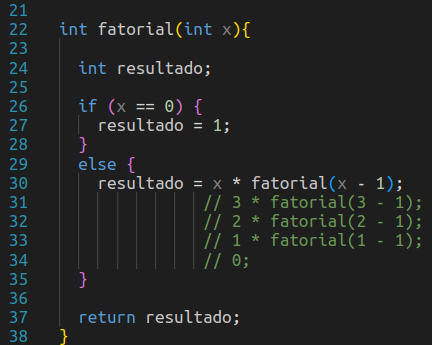 21
22 int fatorial(int x){
23
24   int resultado;
25
26   if (x == 0) {
27     resultado = 1;
28   }
29   else {
30     resultado = x * fatorial(x - 1);
31                // 3 * fatorial(3 - 1);
32                // 2 * fatorial(2 - 1);
33                // 1 * fatorial(1 - 1);
34                // 0;
35   }
36
37   return resultado;
38 }